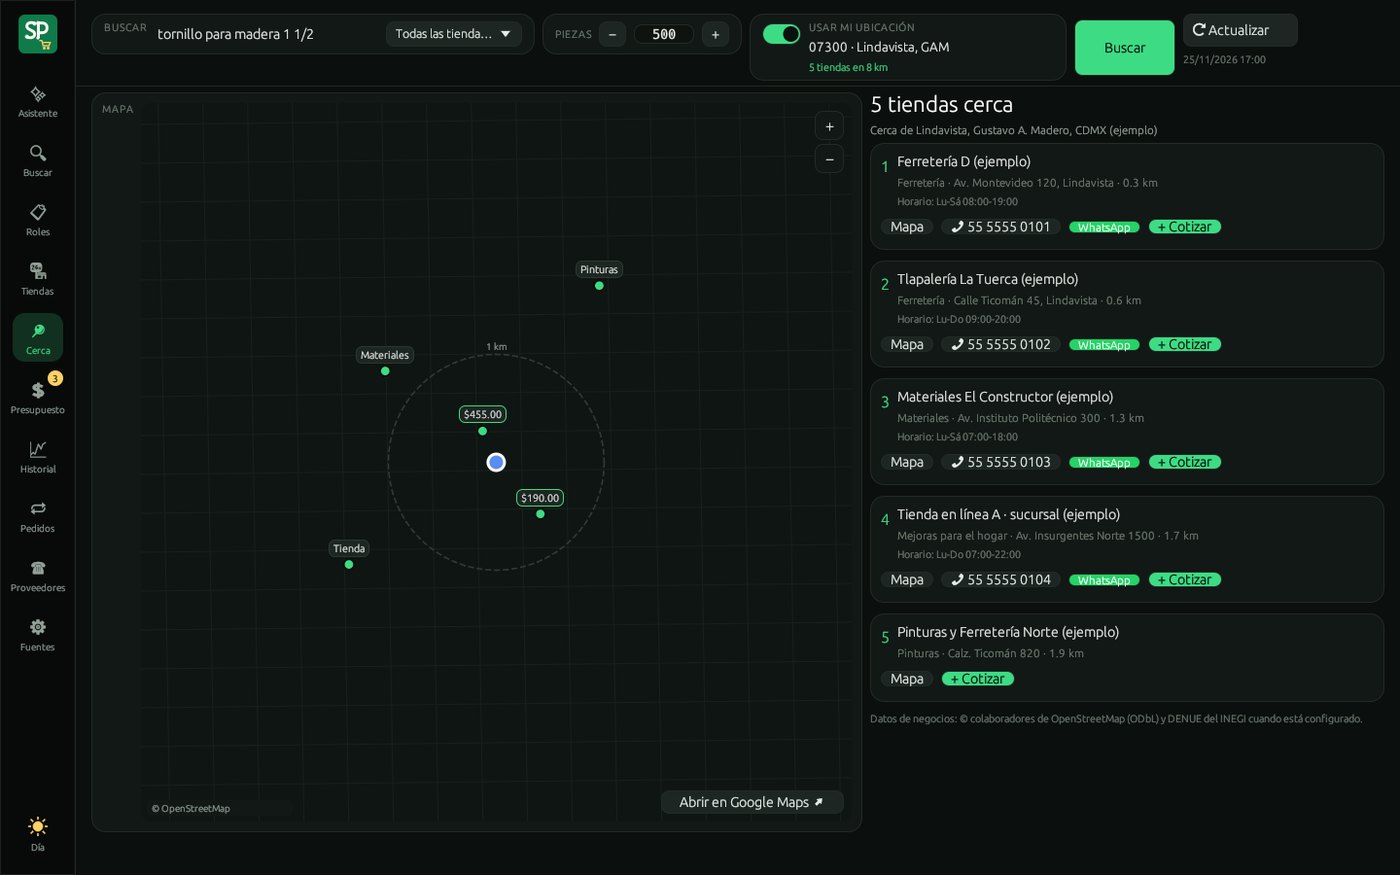 SP
BUSCAR
tornillo para madera 1 1/2
Todas las tienda...
PIEZAS
−
500
+
USAR MI UBICACIÓN
07300 · Lindavista, GAM
5 tiendas en 8 km
Buscar
Actualizar
25/11/2026 17:00
Asistente
Buscar
Roles
Tiendas
Cerca
3
Presupuesto
Historial
Pedidos
Proveedores
Fuentes
Día
MAPA
+
−
Pinturas
1 km
Materiales
$455.00
$190.00
Tienda
© OpenStreetMap
Abrir en Google Maps
5 tiendas cerca
Cerca de Lindavista, Gustavo A. Madero, CDMX (ejemplo)
1
Ferretería D (ejemplo)
Ferretería · Av. Montevideo 120, Lindavista · 0.3 km
Horario: Lu-Sá 08:00-19:00
Mapa 55 5555 0101 WhatsApp + Cotizar
2
Tlapalería La Tuerca (ejemplo)
Ferretería · Calle Ticomán 45, Lindavista · 0.6 km
Horario: Lu-Do 09:00-20:00
Mapa 55 5555 0102 WhatsApp + Cotizar
3
Materiales El Constructor (ejemplo)
Materiales · Av. Instituto Politécnico 300 · 1.3 km
Horario: Lu-Sá 07:00-18:00
Mapa 55 5555 0103 WhatsApp + Cotizar
4
Tienda en línea A · sucursal (ejemplo)
Mejoras para el hogar · Av. Insurgentes Norte 1500 · 1.7 km
Horario: Lu-Do 07:00-22:00
Mapa 55 5555 0104 WhatsApp + Cotizar
5
Pinturas y Ferretería Norte (ejemplo)
Pinturas · Calz. Ticomán 820 · 1.9 km
Mapa + Cotizar
Datos de negocios: © colaboradores de OpenStreetMap (ODbL) y DENUE del INEGI cuando está configurado.